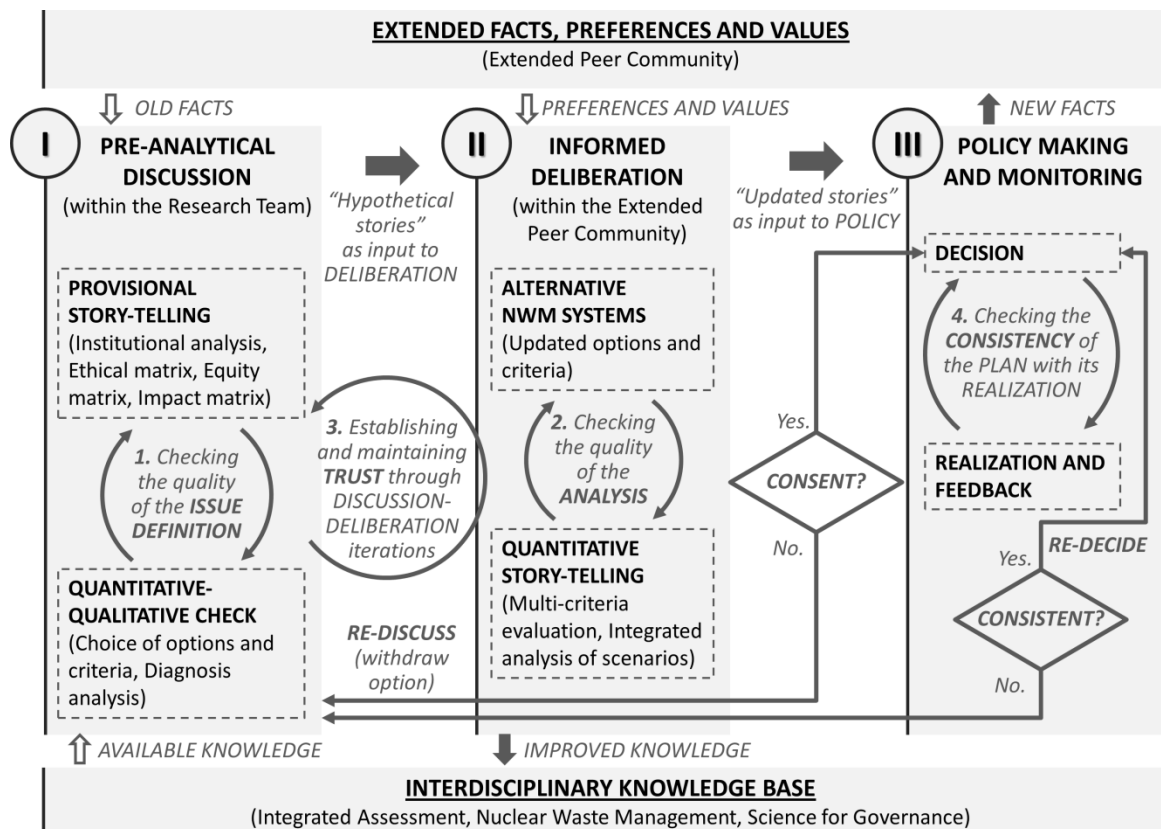 EXTENDED FACTS, PREFERENCES AND VALUES
(Extended Peer Community)
OLD FACTS
PREFERENCES AND VALUES
NEW FACTS
I
PRE-ANALYTICAL
DISCUSSION
(within the Research Team)
PROVISIONAL
STORY-TELLING
(Institutional analysis,
Ethical matrix, Equity
matrix, Impact matrix)
1. Checking
the quality
of the ISSUE
DEFINITION
QUANTITATIVE-
QUALITATIVE CHECK
(Choice of options and
criteria, Diagnosis
analysis)
"Hypothetical
stories"
as input to
DELIBERATION
3. Establishing
and maintaining
TRUST through
DISCUSSION-
DELIBERATION
iterations
RE-DISCUSS
(withdraw
option)
II
INFORMED
DELIBERATION
(within the Extended
Peer Community)
ALTERNATIVE
NWM SYSTEMS
(Updated options and
criteria)
2. Checking
the quality
of the
ANALYSIS
QUANTITATIVE
STORY-TELLING
(Multi-criteria
evaluation, Integrated
analysis of scenarios)
"Updated stories"
as input to POLICY
Yes.
CONSENT?
No.
III
POLICY MAKING
AND MONITORING
DECISION
4. Checking the
CONSISTENCY of
the PLAN with its
REALIZATION
REALIZATION AND
FEEDBACK
Yes.
RE-DECIDE
CONSISTENT?
No.
AVAILABLE KNOWLEDGE
IMPROVED KNOWLEDGE
INTERDISCIPLINARY KNOWLEDGE BASE
(Integrated Assessment, Nuclear Waste Management, Science for Governance)